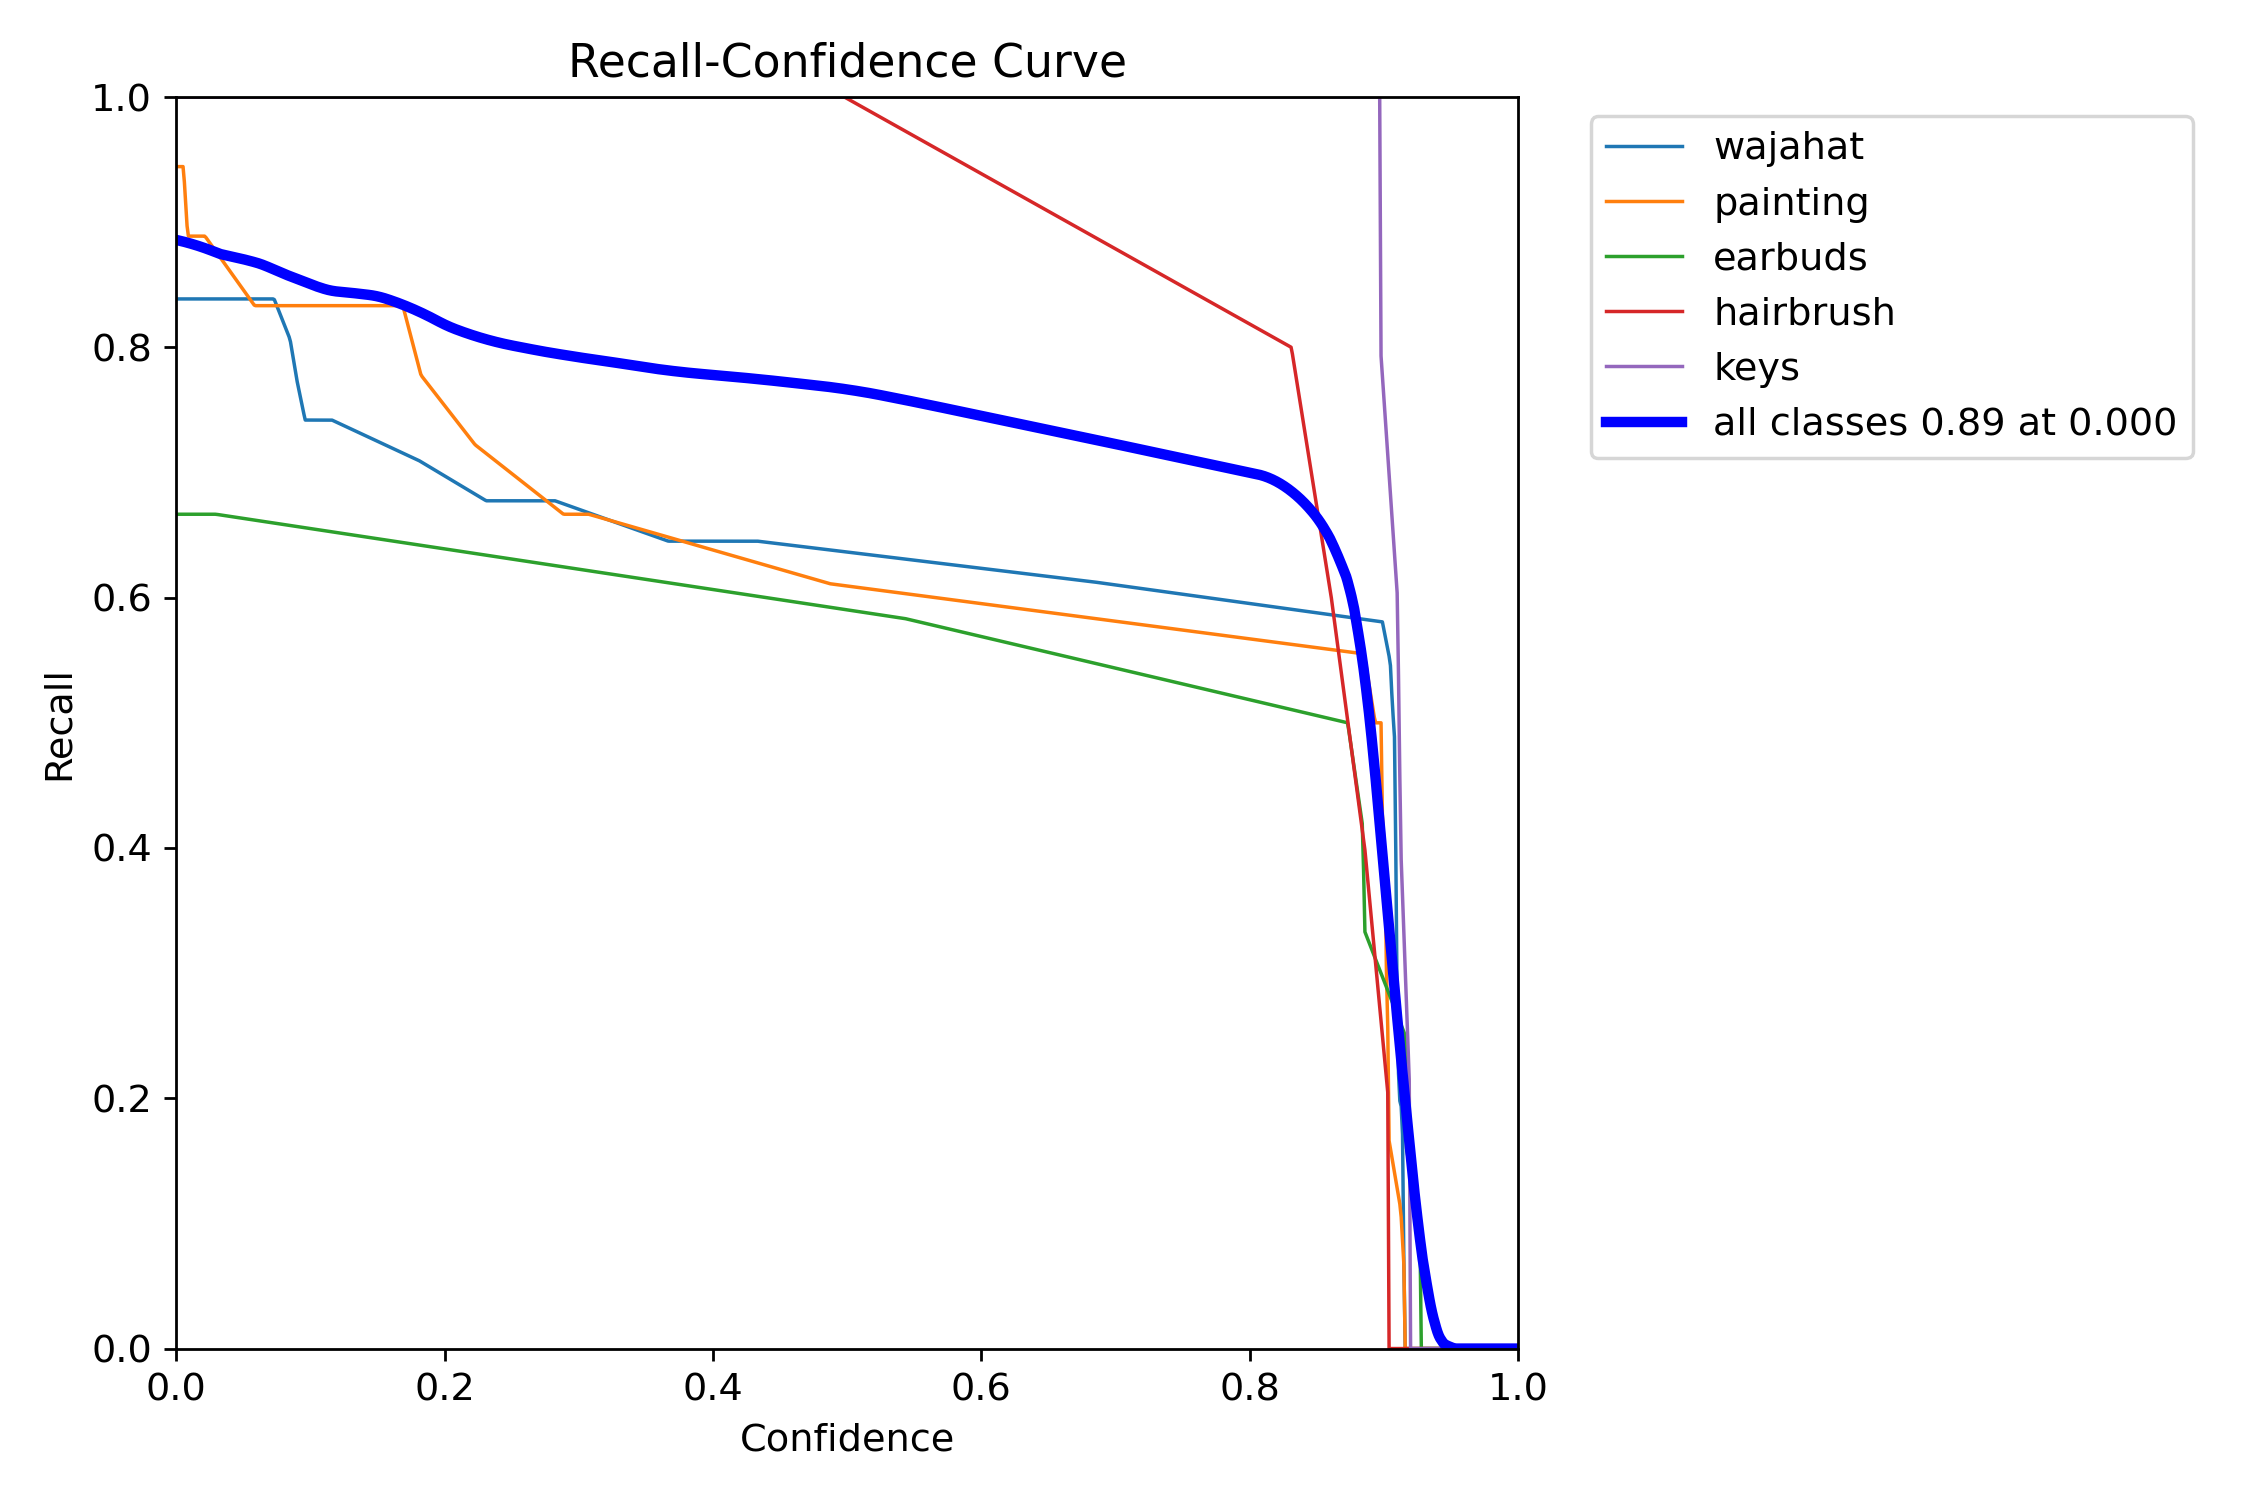 Recall-Confidence Curve
1.0
0.8
0.6
0.4
0.2
0.0
Recall
0.0 0.2 0.4 0.6 0.8 1.0
Confidence
wajahat
painting
earbuds
hairbrush
keys
all classes 0.89 at 0.000